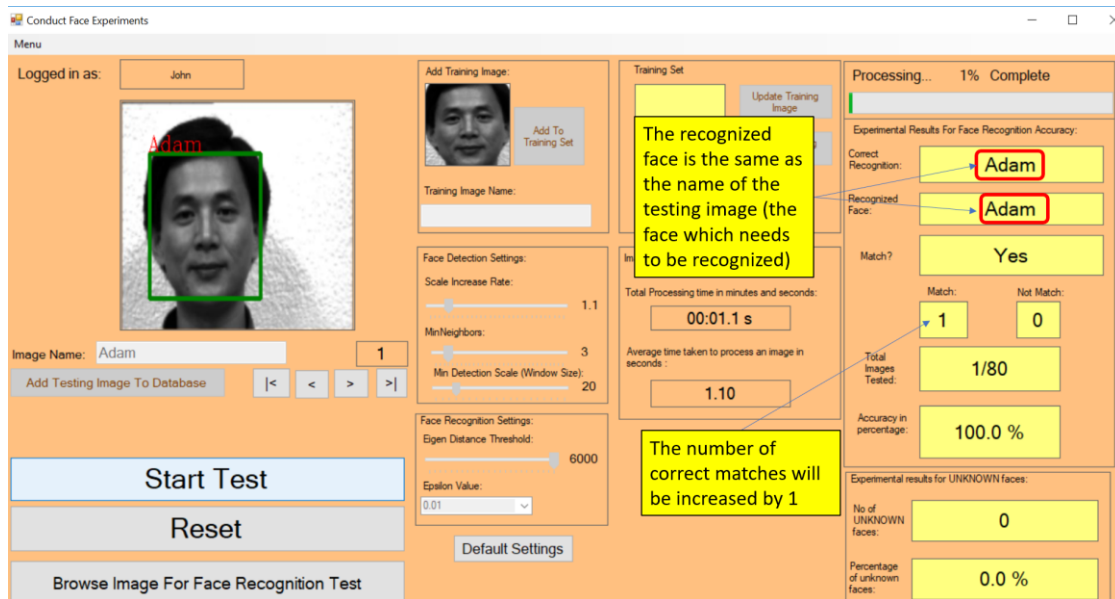 Conduct Face Experiments
Menu
Logged in as:
John
Adam
Image Name:
Adam
1
Add Testing Image To Database
|<
<
>
>|
Start Test
Reset
Browse Image For Face Recognition Test
Add Training Image:
Add To
Training Set
Training Image Name:
Face Detection Settings:
Scale Increase Rate:
1.1
MinNeighbors:
3
Min Detection Scale (Window Size):
20
Face Recognition Settings:
Eigen Distance Threshold:
6000
Epsilon Value:
0.01
Default Settings
Training Set
Update Training
Image
The recognized
face is the same as
the name of the
testing image (the
face which needs
to be recognized)
Total Processing time in minutes and seconds:
00:01.1 s
Average time taken to process an image in
seconds :
1.10
The number of
correct matches will
be increased by 1
Processing... 1% Complete
Experimental Results For Face Recognition Accuracy:
Correct
Recognition:
Adam
Recognized
Face:
Adam
Match?
Yes
Match:
Not Match:
1
0
Total
Images
Tested:
1/80
Accuracy in
percentage:
100.0 %
Experimental results for UNKNOWN faces:
No of
UNKNOWN
faces:
0
Percentage
of unknown
faces:
0.0 %